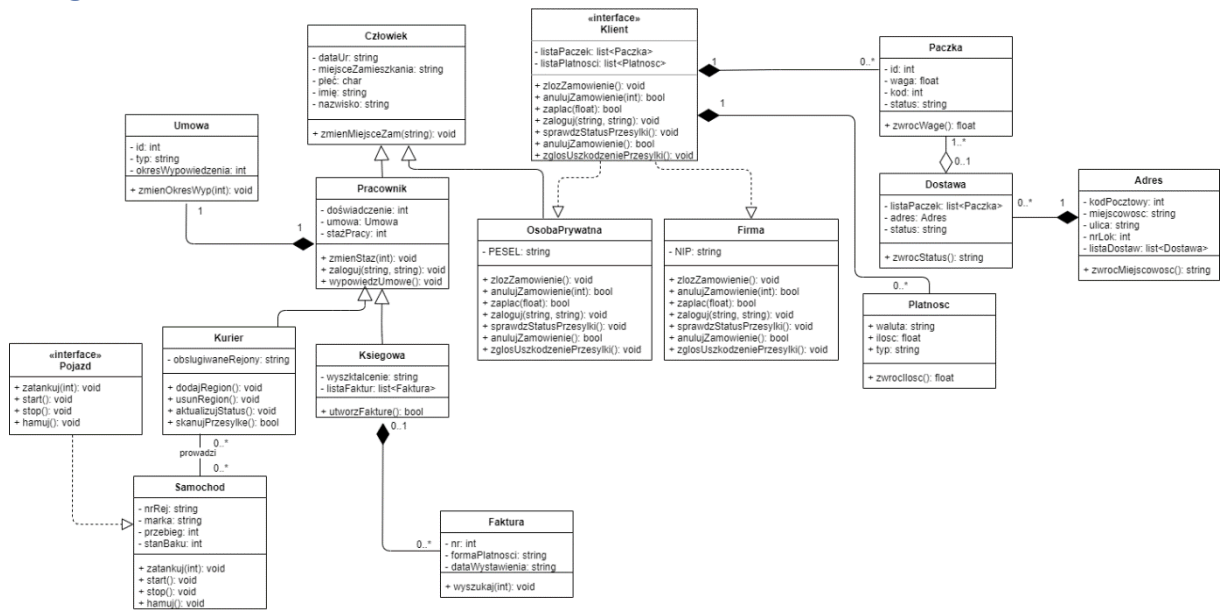 Człowiek
- dataUr: string
- miejsceZamieszkania: string
- płeć: char
- imię: string
- nazwisko: string
+ zmienMiejsceZam(string): void
«interface»
Klient
- listaPaczek: list<Paczka>
- listaPlatnosci: list<Platnosc>
+ zlozZamowienie(): void
+ anulujZamowienie(int): bool
+ zaplac(float): bool
+ zaloguj(string, string): void
+ sprawdzStatusPrzesylki(): void
+ anulujZamowienie(): bool
+ zglosUszkodzeniePrzesylki(): void
1
0..*
1
Paczka
- id: int
- waga: float
- kod: int
- status: string
+ zwrocWage(): float
1..*
0..1
Umowa
- id: int
- typ: string
- okresWypowiedzenia: int
+ zmienOkresWyp(int): void
1
1
Pracownik
- doświadczenie: int
- umowa: Umowa
- stażPracy: int
+ zmienStaz(int): void
+ zaloguj(string, string): void
+ wypowiedzUmowe(): void
OsobaPrywatna
- PESEL: string
+ zlozZamowienie(): void
+ anulujZamowienie(int): bool
+ zaplac(float): bool
+ zaloguj(string, string): void
+ sprawdzStatusPrzesylki(): void
+ anulujZamowienie(): bool
+ zglosUszkodzeniePrzesylki(): void
Firma
- NIP: string
+ zlozZamowienie(): void
+ anulujZamowienie(int): bool
+ zaplac(float): bool
+ zaloguj(string, string): void
+ sprawdzStatusPrzesylki(): void
+ anulujZamowienie(): bool
+ zglosUszkodzeniePrzesylki(): void
Dostawa
- listaPaczek: list<Paczka>
- adres: Adres
- status: string
+ zwrocStatus(): string
0..*
1
Adres
- kodPocztowy: int
- miejscowosc: string
- ulica: string
- nrLok: int
- listaDostaw: list<Dostawa>
+ zwrocMiejscowosc(): string
0..*
Platnosc
+ waluta: string
+ ilosc: float
+ typ: string
+ zwrocIlosc(): float
«interface»
Pojazd
+ zatankuj(int): void
+ start(): void
+ stop(): void
+ hamuj(): void
Kurier
- obslugiwaneRejony: string
+ dodajRegion(): void
+ usunRegion(): void
+ aktualizujStatus(): void
+ skanujPrzesylke(): bool
0..*
prowadzi
0..*
Ksiegowa
- wyszktalcenie: string
- listaFaktur: list<Faktura>
+ utworzFakture(): bool
0..1
0..*
Samochod
- nrRej: string
- marka: string
- przebieg: int
- stanBaku: int
+ zatankuj(int): void
+ start(): void
+ stop(): void
+ hamuj(): void
Faktura
- nr: int
- formaPlatnosci: string
- dataWystawienia: string
+ wyszukaj(int): void